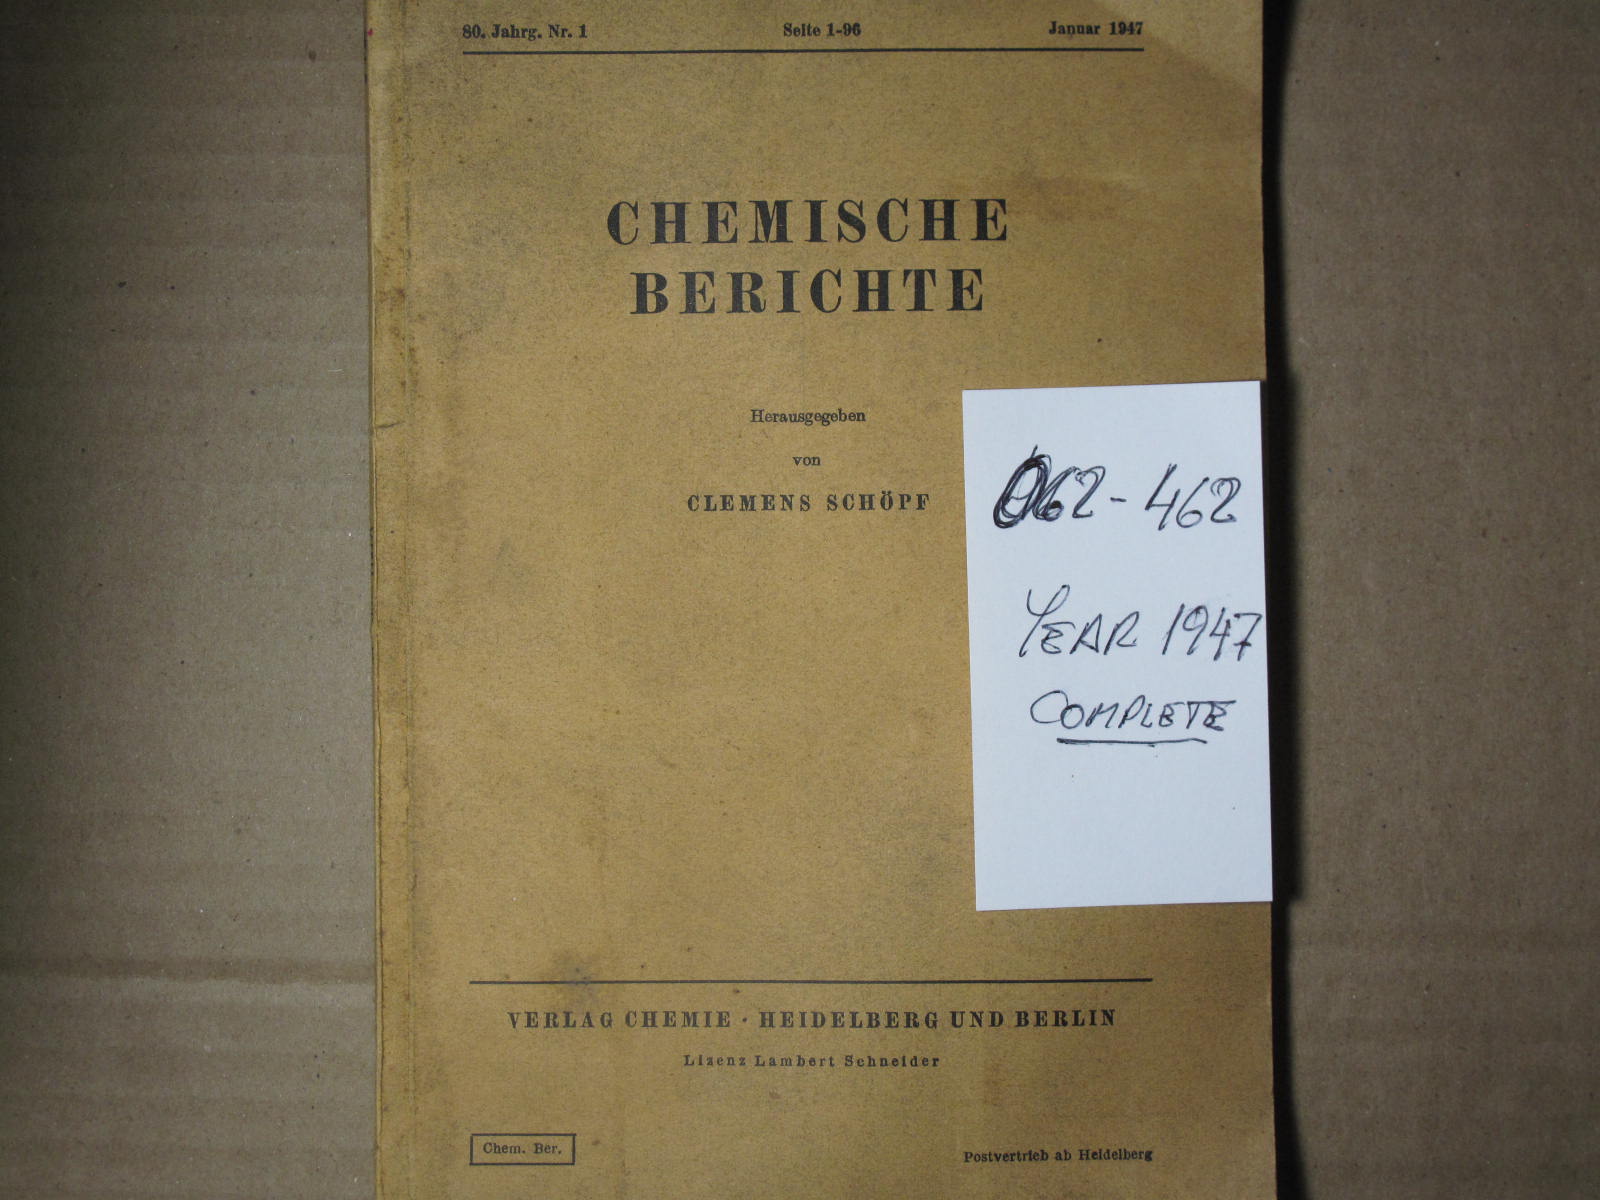 80. Jahrg. Nr. 1 Seite 1-96 Januar 1947
CHEMISCHE
BERICHTE
Herausgegeben
von
CLEMENS SCHÖPF
062-462
YEAR 1947
COMPLETE
VERLAG CHEMIE · HEIDELBERG UND BERLIN
Lizenz Lambert Schneider
Chem. Ber. Postvertrieb ab Heidelberg